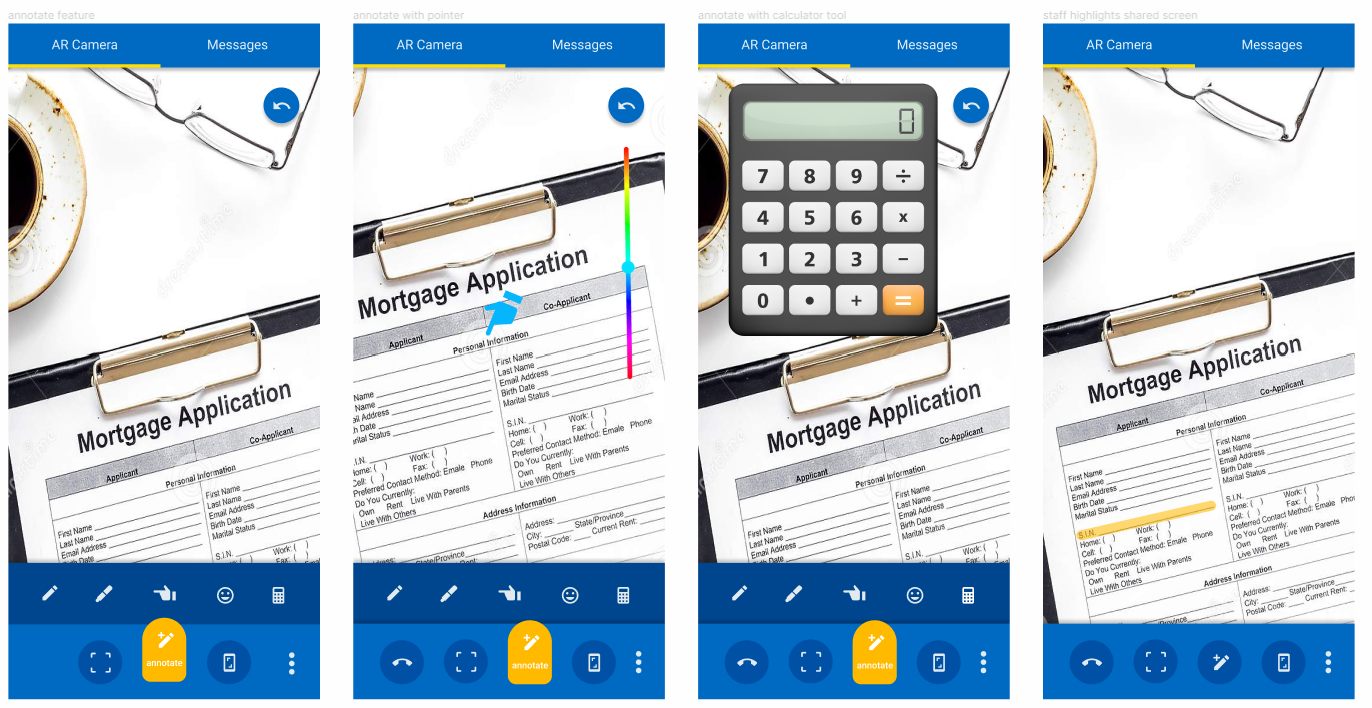 annotate feature
AR Camera
Messages
Mortgage Application
Applicant
Co-Applicant
Personal Information
First Name
Last Name
Email Address
Birth Date
First Name
Last Name
Email Address
Birth Date
Marital Status
S.I.N.
Work: ( )
Home: ( )
Fax: (
annotate
annotate with pointer
AR Camera
Messages
Mortgage Application
Applicant
Co-Applicant
Personal Information
Name
Name
ail Address
h Date
rital Status
First Name
Last Name
Email Address
Birth Date
Marital Status
.I.N.
Work: ( )
ome: ( )
Fax: ( )
Cell: ( )
Preferred Contact Method: Emale Phone
Do You Currently:
Own Rent Live With Parents
Live With Others
S.I.N.
Work: ( )
Home: ( )
Fax: ( )
Cell: ( )
Preferred Contact Method: Emale Phone
Do You Currently:
Own Rent Live With Parents
Live With Others
Address Information
State/Province
Address:
State/Province
City:
Current Rent:
Postal Code:
annotate
annotate with calculator tool
AR Camera
Messages
0
7 8 9 ÷
4 5 6 x
1 2 3 −
0 • + =
Mortgage Application
Applicant
Co-Applicant
Personal Information
First Name
Last Name
Email Address
Birth Date
First Name
Last Name
Email Address
Birth Date
Marital Status
S.I.N.
Work: ( )
Home: ( )
Fax: (
annotate
staff highlights shared screen
AR Camera
Messages
Mortgage Application
Applicant
Co-Applicant
Personal Information
First Name
Last Name
Email Address
Birth Date
Marital Status
First Name
Last Name
Email Address
Birth Date
Marital Status
S.I.N.
Work: ( )
Home: ( )
Fax: ( )
Cell: ( )
Preferred Contact Method: Emale Phone
Do You Currently:
Own Rent Live With Parents
Live With Others
S.I.N.
Work: ( )
Home: ( )
Fax: ( )
Cell: ( )
Preferred Contact Method: Emale
Do You Currently:
Own Rent Live With Parents
Live With Others
Address Information
State/Province
Address:
State/Province
City:
Current Rent:
Postal Code: